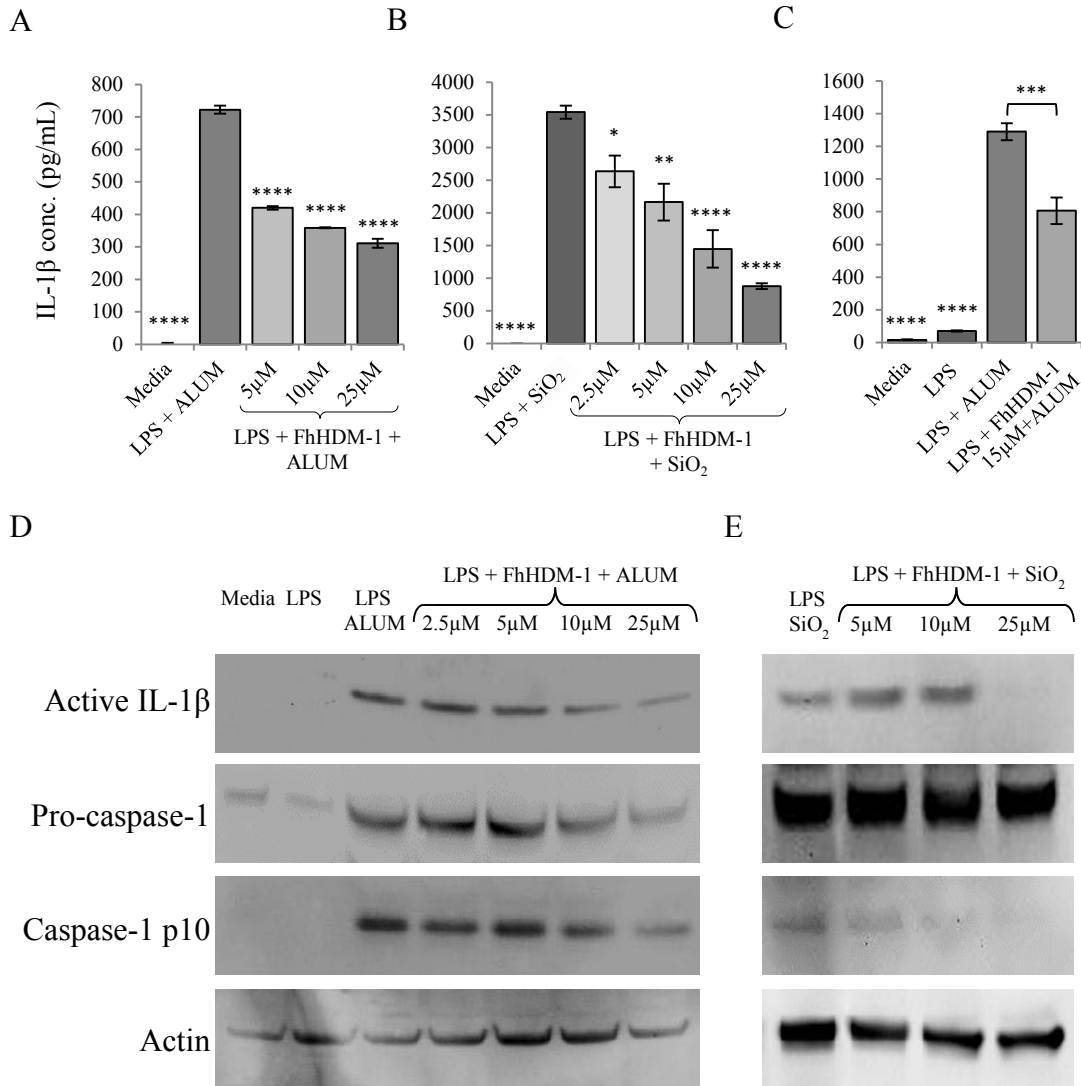 A
B
C
IL-1β conc. (pg/mL)
800
700
600
500
400
300
200
100
0
****
****
****
****
Media
LPS + ALUM
5µM
10µM
25µM
LPS + FhHDM-1 +
ALUM
4000
3500
3000
2500
2000
1500
1000
500
0
****
*
**
****
****
Media
LPS + SiO₂
2.5µM
5µM
10µM
25µM
LPS + FhHDM-1
+ SiO₂
1600
1400
1200
1000
800
600
400
200
0
****
****
***
Media
LPS
LPS + ALUM
LPS + FhHDM-1
15µM+ALUM
D
E
LPS + FhHDM-1 + ALUM
Media
LPS
LPS
ALUM
2.5µM
5µM
10µM
25µM
LPS + FhHDM-1 + SiO₂
LPS
SiO₂
5µM
10µM
25µM
Active IL-1β
Pro-caspase-1
Caspase-1 p10
Actin